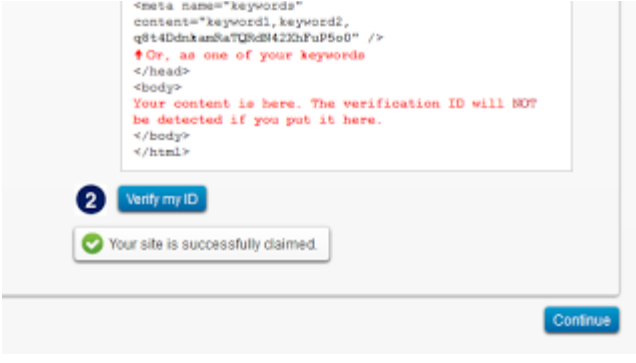 <meta name="keywords"
content="keyword1,keyword2,
/>
Or, as one of your keywords
</head>
<body>
Your content is here. The verification ID will NOT
be detected if you put it here.
</body>
</html>
2 Verify my ID
Your site is successfully claimed.
Continue